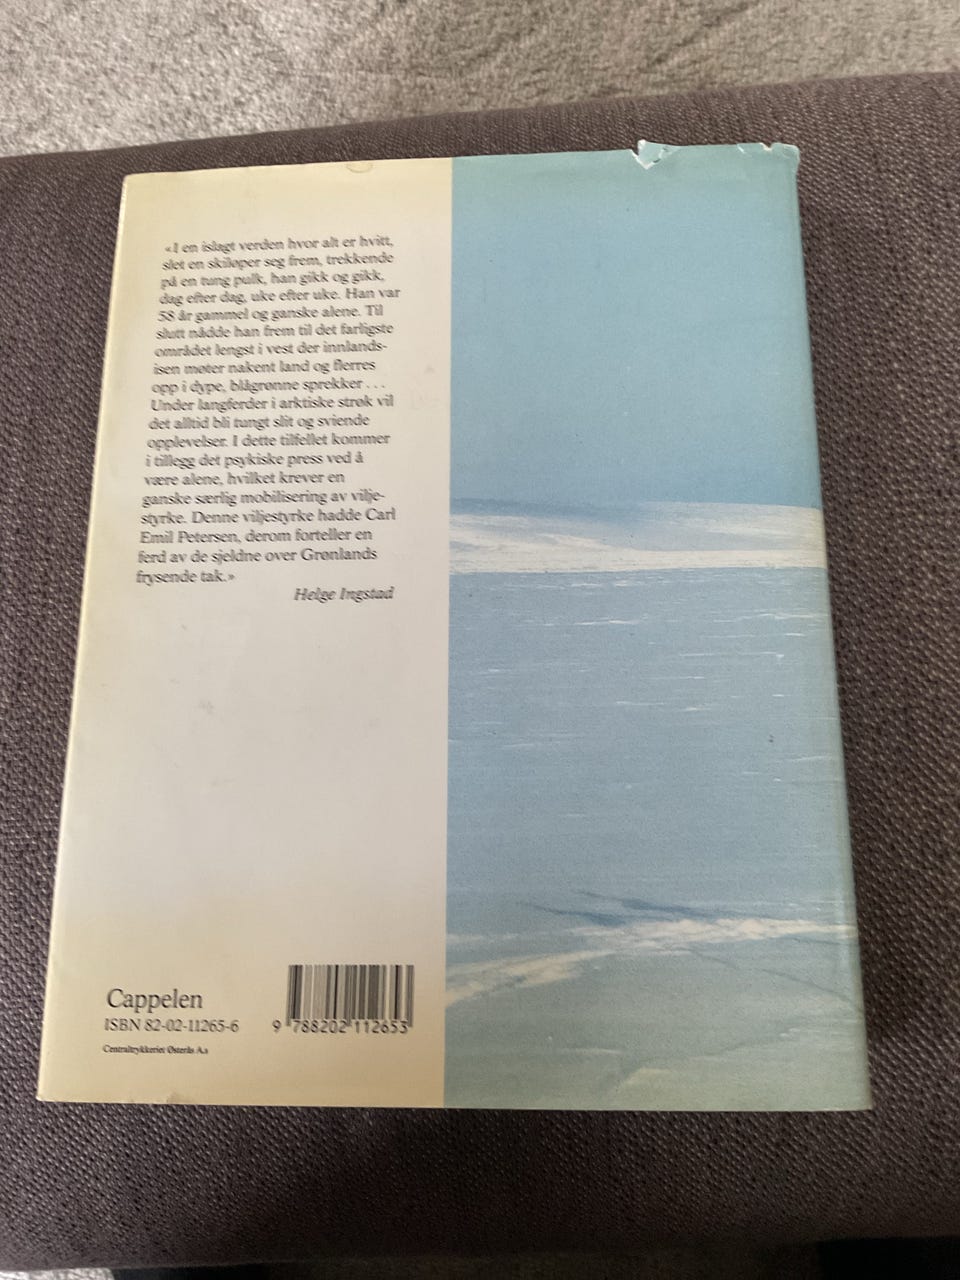 «I en islagt verden hvor alt er hvitt,
slet en skiløper seg frem, trekkende
på en tung pulk, han gikk og gikk,
dag efter dag, uke efter uke. Han var
58 år gammel og ganske alene. Til
slutt nådde han frem til det farligste
området lengst i vest der innlands-
isen møter nakent land og flerres
opp i dype, blågrønne sprekker . . .
Under langferder i arktiske strøk vil
det alltid bli tungt slit og sviende
opplevelser. I dette tilfellet kommer
i tillegg det psykiske press ved å
være alene, hvilket krever en
ganske særlig mobilisering av vilje-
styrke. Denne viljestyrke hadde Carl
Emil Petersen, derom forteller en
ferd av de sjeldne over Grønlands
frysende tak.»
Helge Ingstad
Cappelen
ISBN 82-02-11265-6
Centraltrykkeriet Østerås A.s
9 788202 112653